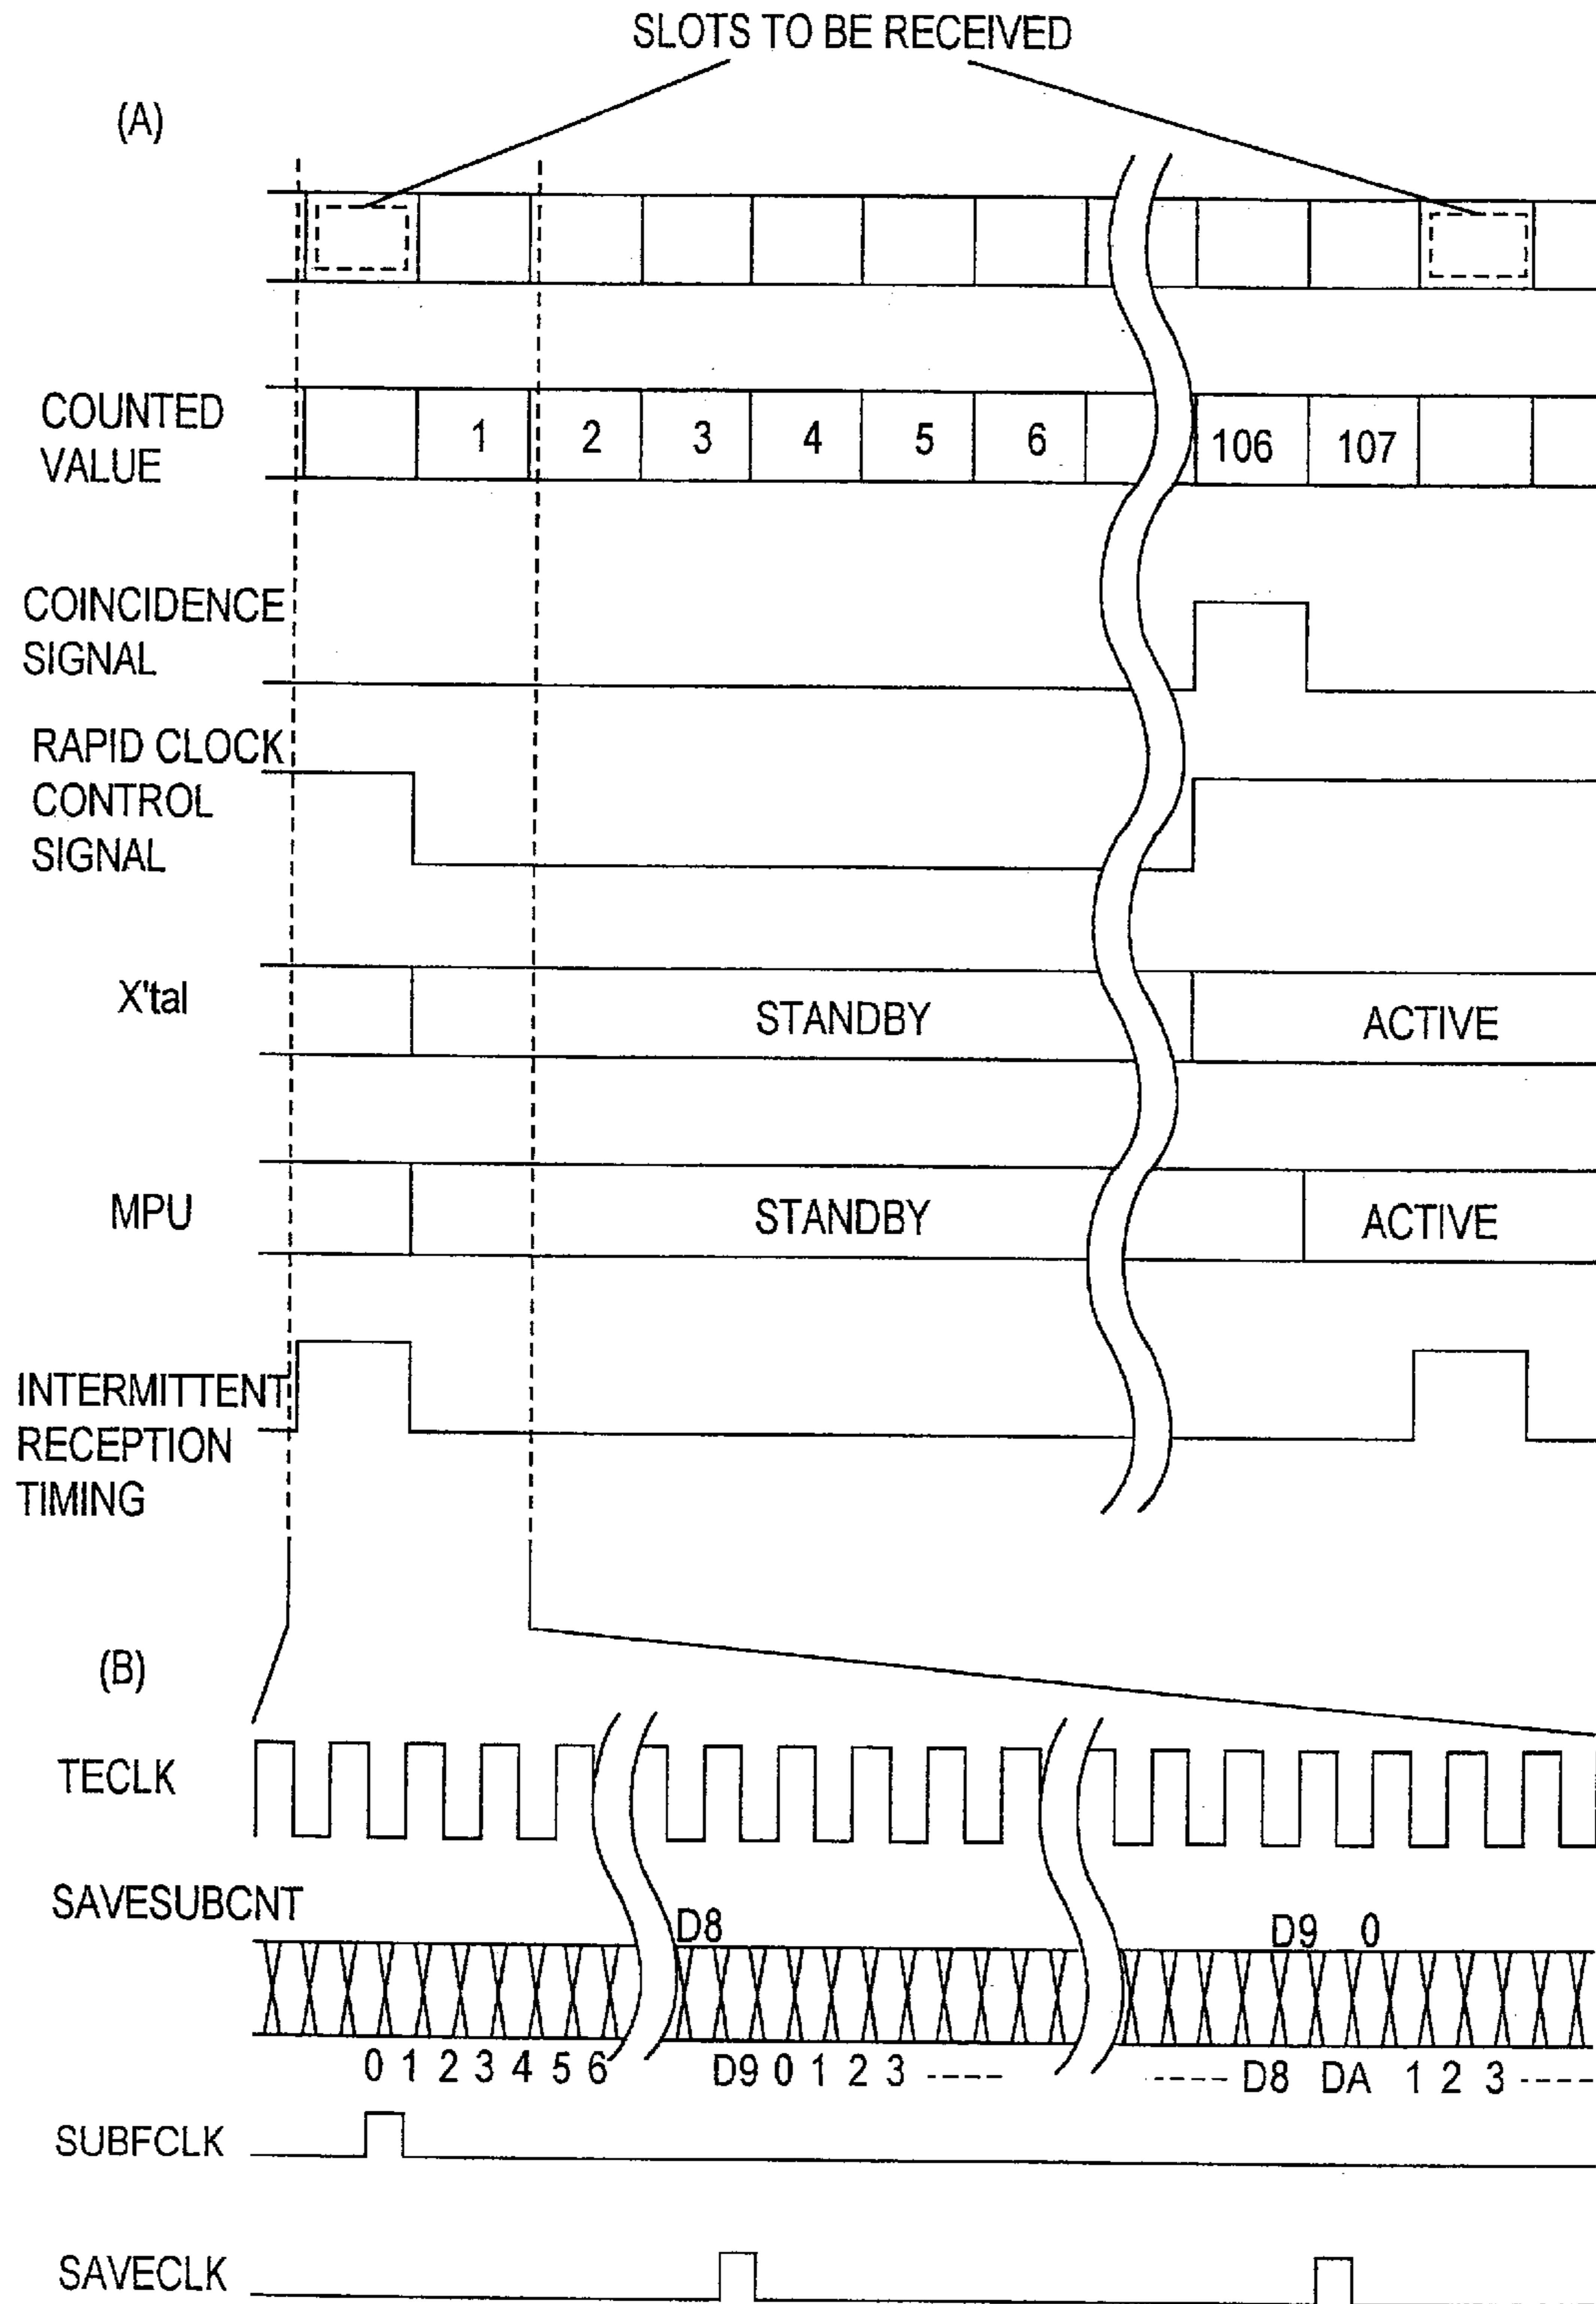 SLOTS TO BE RECEIVED
(A)
COUNTED
VALUE
1 2 3 4 5 6 106 107
COINCIDENCE
SIGNAL
RAPID CLOCK
CONTROL
SIGNAL
X'tal
STANDBY ACTIVE
MPU
STANDBY ACTIVE
INTERMITTENT
RECEPTION
TIMING
(B)
TECLK
SAVESUBCNT
D8 D9 0
0 1 2 3 4 5 6 D9 0 1 2 3 ---- ---- D8 DA 1 2 3 ----
SUBFCLK
SAVECLK